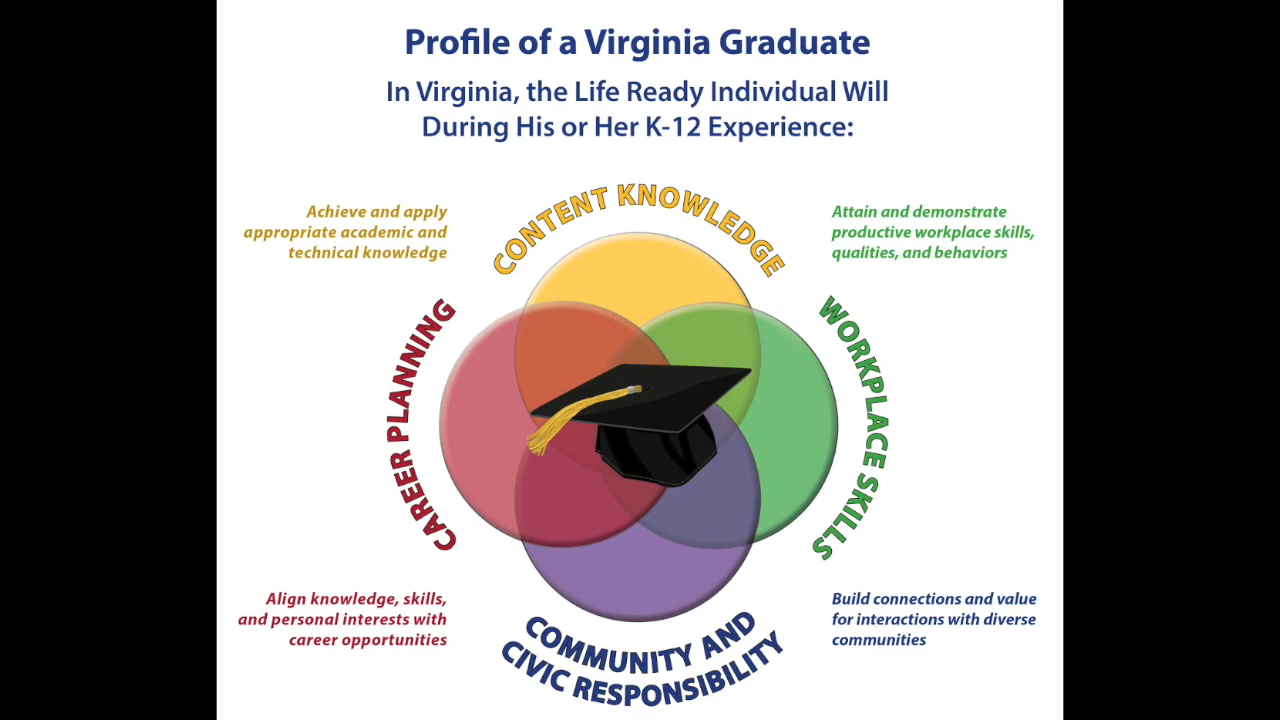 Profile of a Virginia Graduate
In Virginia, the Life Ready Individual Will
During His or Her K-12 Experience:
Achieve and apply
appropriate academic and
technical knowledge
CONTENT KNOWLEDGE
Attain and demonstrate
productive workplace skills,
qualities, and behaviors
CAREER PLANNING
WORKPLACE SKILLS
Align knowledge, skills,
and personal interests with
career opportunities
COMMUNITY AND
CIVIC RESPONSIBILITY
Build connections and value
for interactions with diverse
communities